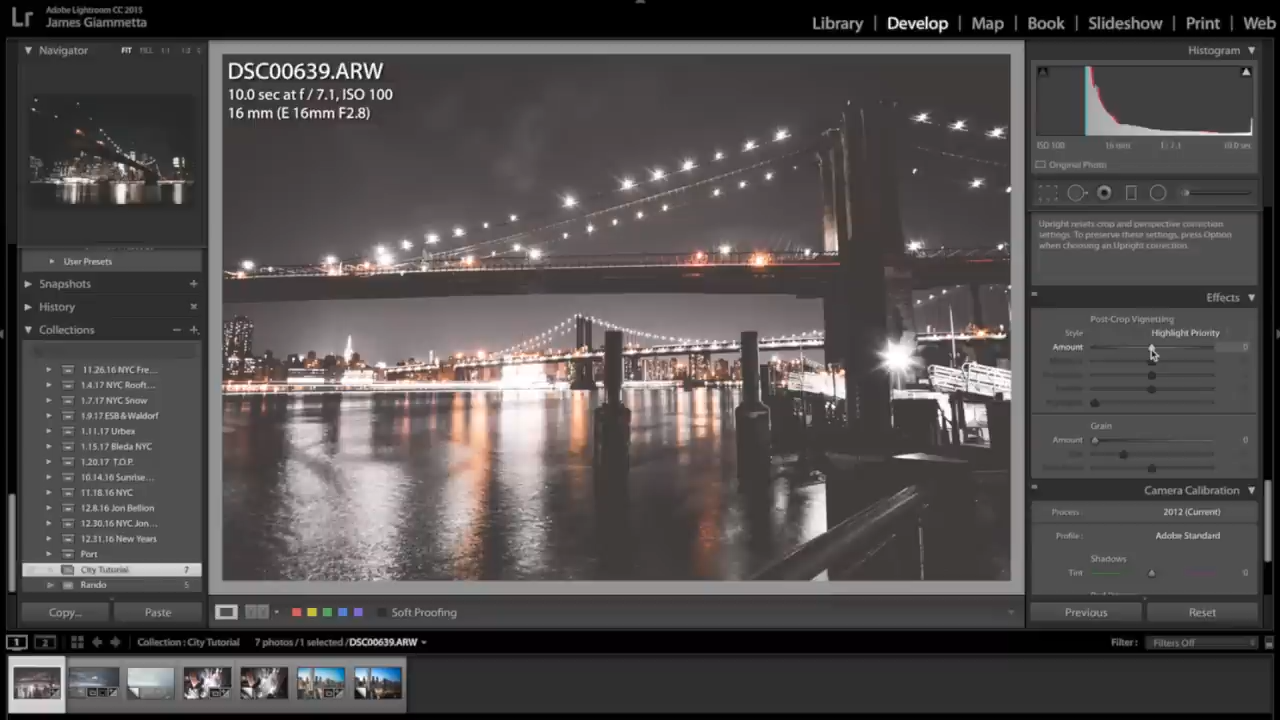 Lr
Adobe Lightroom CC 2015
James Giammetta
Library | Develop | Map | Book | Slideshow | Print | Web
Navigator
FIT
FILL
1:1
User Presets
Snapshots
History
Collections
11.26.16 NYC Fre...
1.4.17 NYC Rooft...
1.7.17 NYC Snow
1.9.17 ESB & Waldorf
1.11.17 Urbex
1.15.17 Bleda NYC
1.20.17 T.O.P.
10.14.16 Sunrise...
11.18.16 NYC
12.8.16 Jon Bellion
12.30.16 NYC Jon...
12.31.16 New Years
Port
City Tutorial 7
Rando 5
Copy...
Paste
DSC00639.ARW
10.0 sec at f / 7.1, ISO 100
16 mm (E 16mm F2.8)
Soft Proofing
Histogram
ISO 100 16 mm f / 7.1 10.0 sec
Original Photo
Upright resets crop and perspective correction
settings. To preserve these settings, press Option
when choosing an Upright correction.
Effects
Post-Crop Vignetting
Style Highlight Priority
Amount 0
Grain
Amount 0
Camera Calibration
Process: 2012 (Current)
Profile: Adobe Standard
Shadows
Tint 0
Previous
Reset
1 2 Collection : City Tutorial 7 photos / 1 selected / DSC00639.ARW
Filter : Filters Off